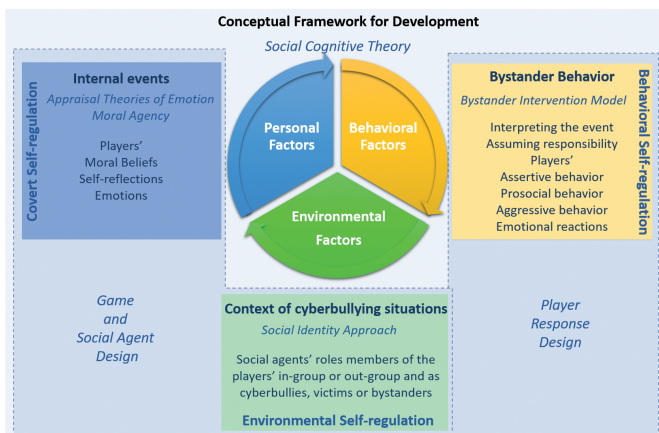 Conceptual Framework for Development
Social Cognitive Theory
Covert Self-regulation
Internal events
Appraisal Theories of Emotion
Moral Agency
Players’
Moral Beliefs
Self-reflections
Emotions
Personal
Factors
Behavioral
Factors
Environmental
Factors
Bystander Behavior
Bystander Intervention Model
Interpreting the event
Assuming responsibility
Players’
Assertive behavior
Prosocial behavior
Aggressive behavior
Emotional reactions
Behavioral Self-regulation
Game
and
Social Agent
Design
Context of cyberbullying situations
Social Identity Approach
Social agents’ roles members of the
players’ in-group or out-group and as
cyberbullies, victims or bystanders
Environmental Self-regulation
Player
Response
Design